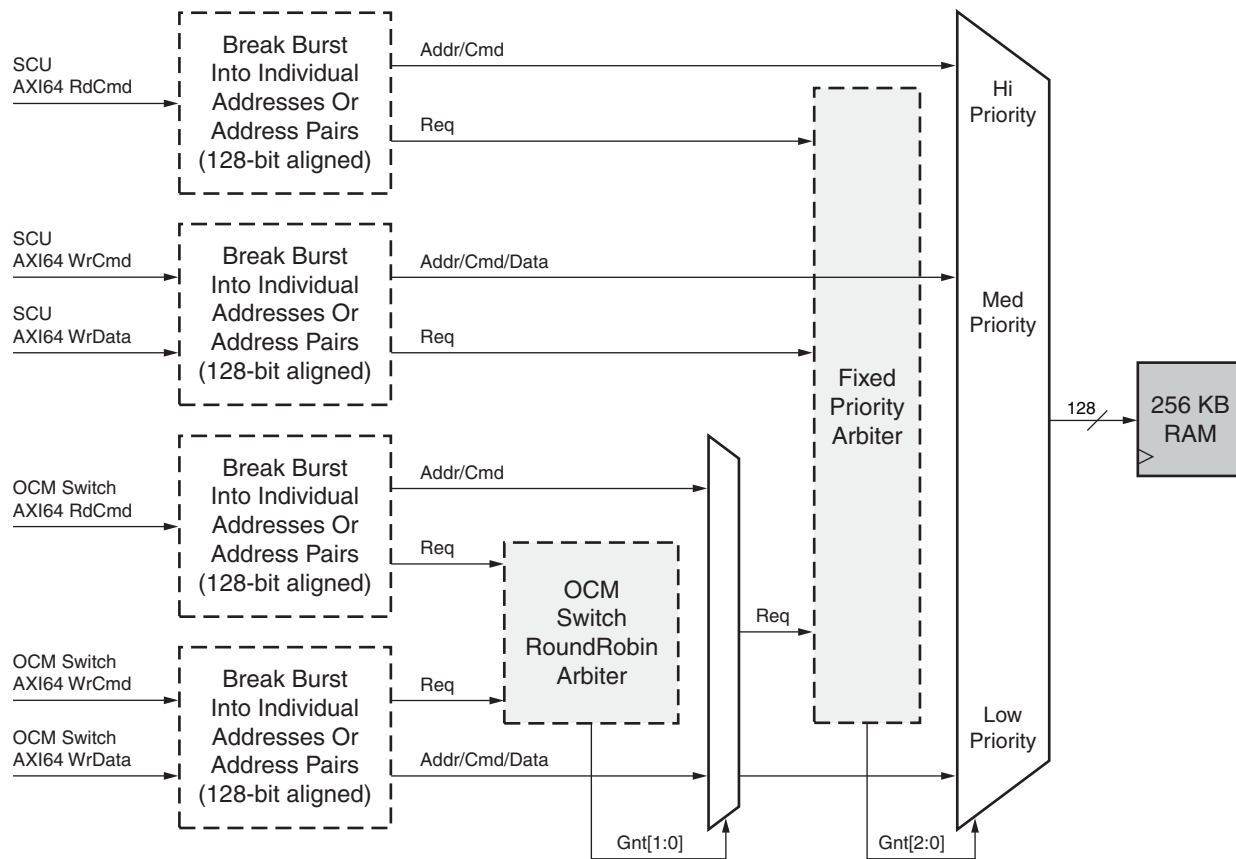 SCU
AXI64 RdCmd
Break Burst
Into Individual
Addresses Or
Address Pairs
(128-bit aligned)
Addr/Cmd
Req
Hi
Priority
SCU
AXI64 WrCmd
SCU
AXI64 WrData
Break Burst
Into Individual
Addresses Or
Address Pairs
(128-bit aligned)
Addr/Cmd/Data
Req
Med
Priority
Fixed
Priority
Arbiter
128
256 KB
RAM
OCM Switch
AXI64 RdCmd
Break Burst
Into Individual
Addresses Or
Address Pairs
(128-bit aligned)
Addr/Cmd
Req
OCM
Switch
RoundRobin
Arbiter
Req
OCM Switch
AXI64 WrCmd
OCM Switch
AXI64 WrData
Break Burst
Into Individual
Addresses Or
Address Pairs
(128-bit aligned)
Req
Addr/Cmd/Data
Low
Priority
Gnt[1:0]
Gnt[2:0]